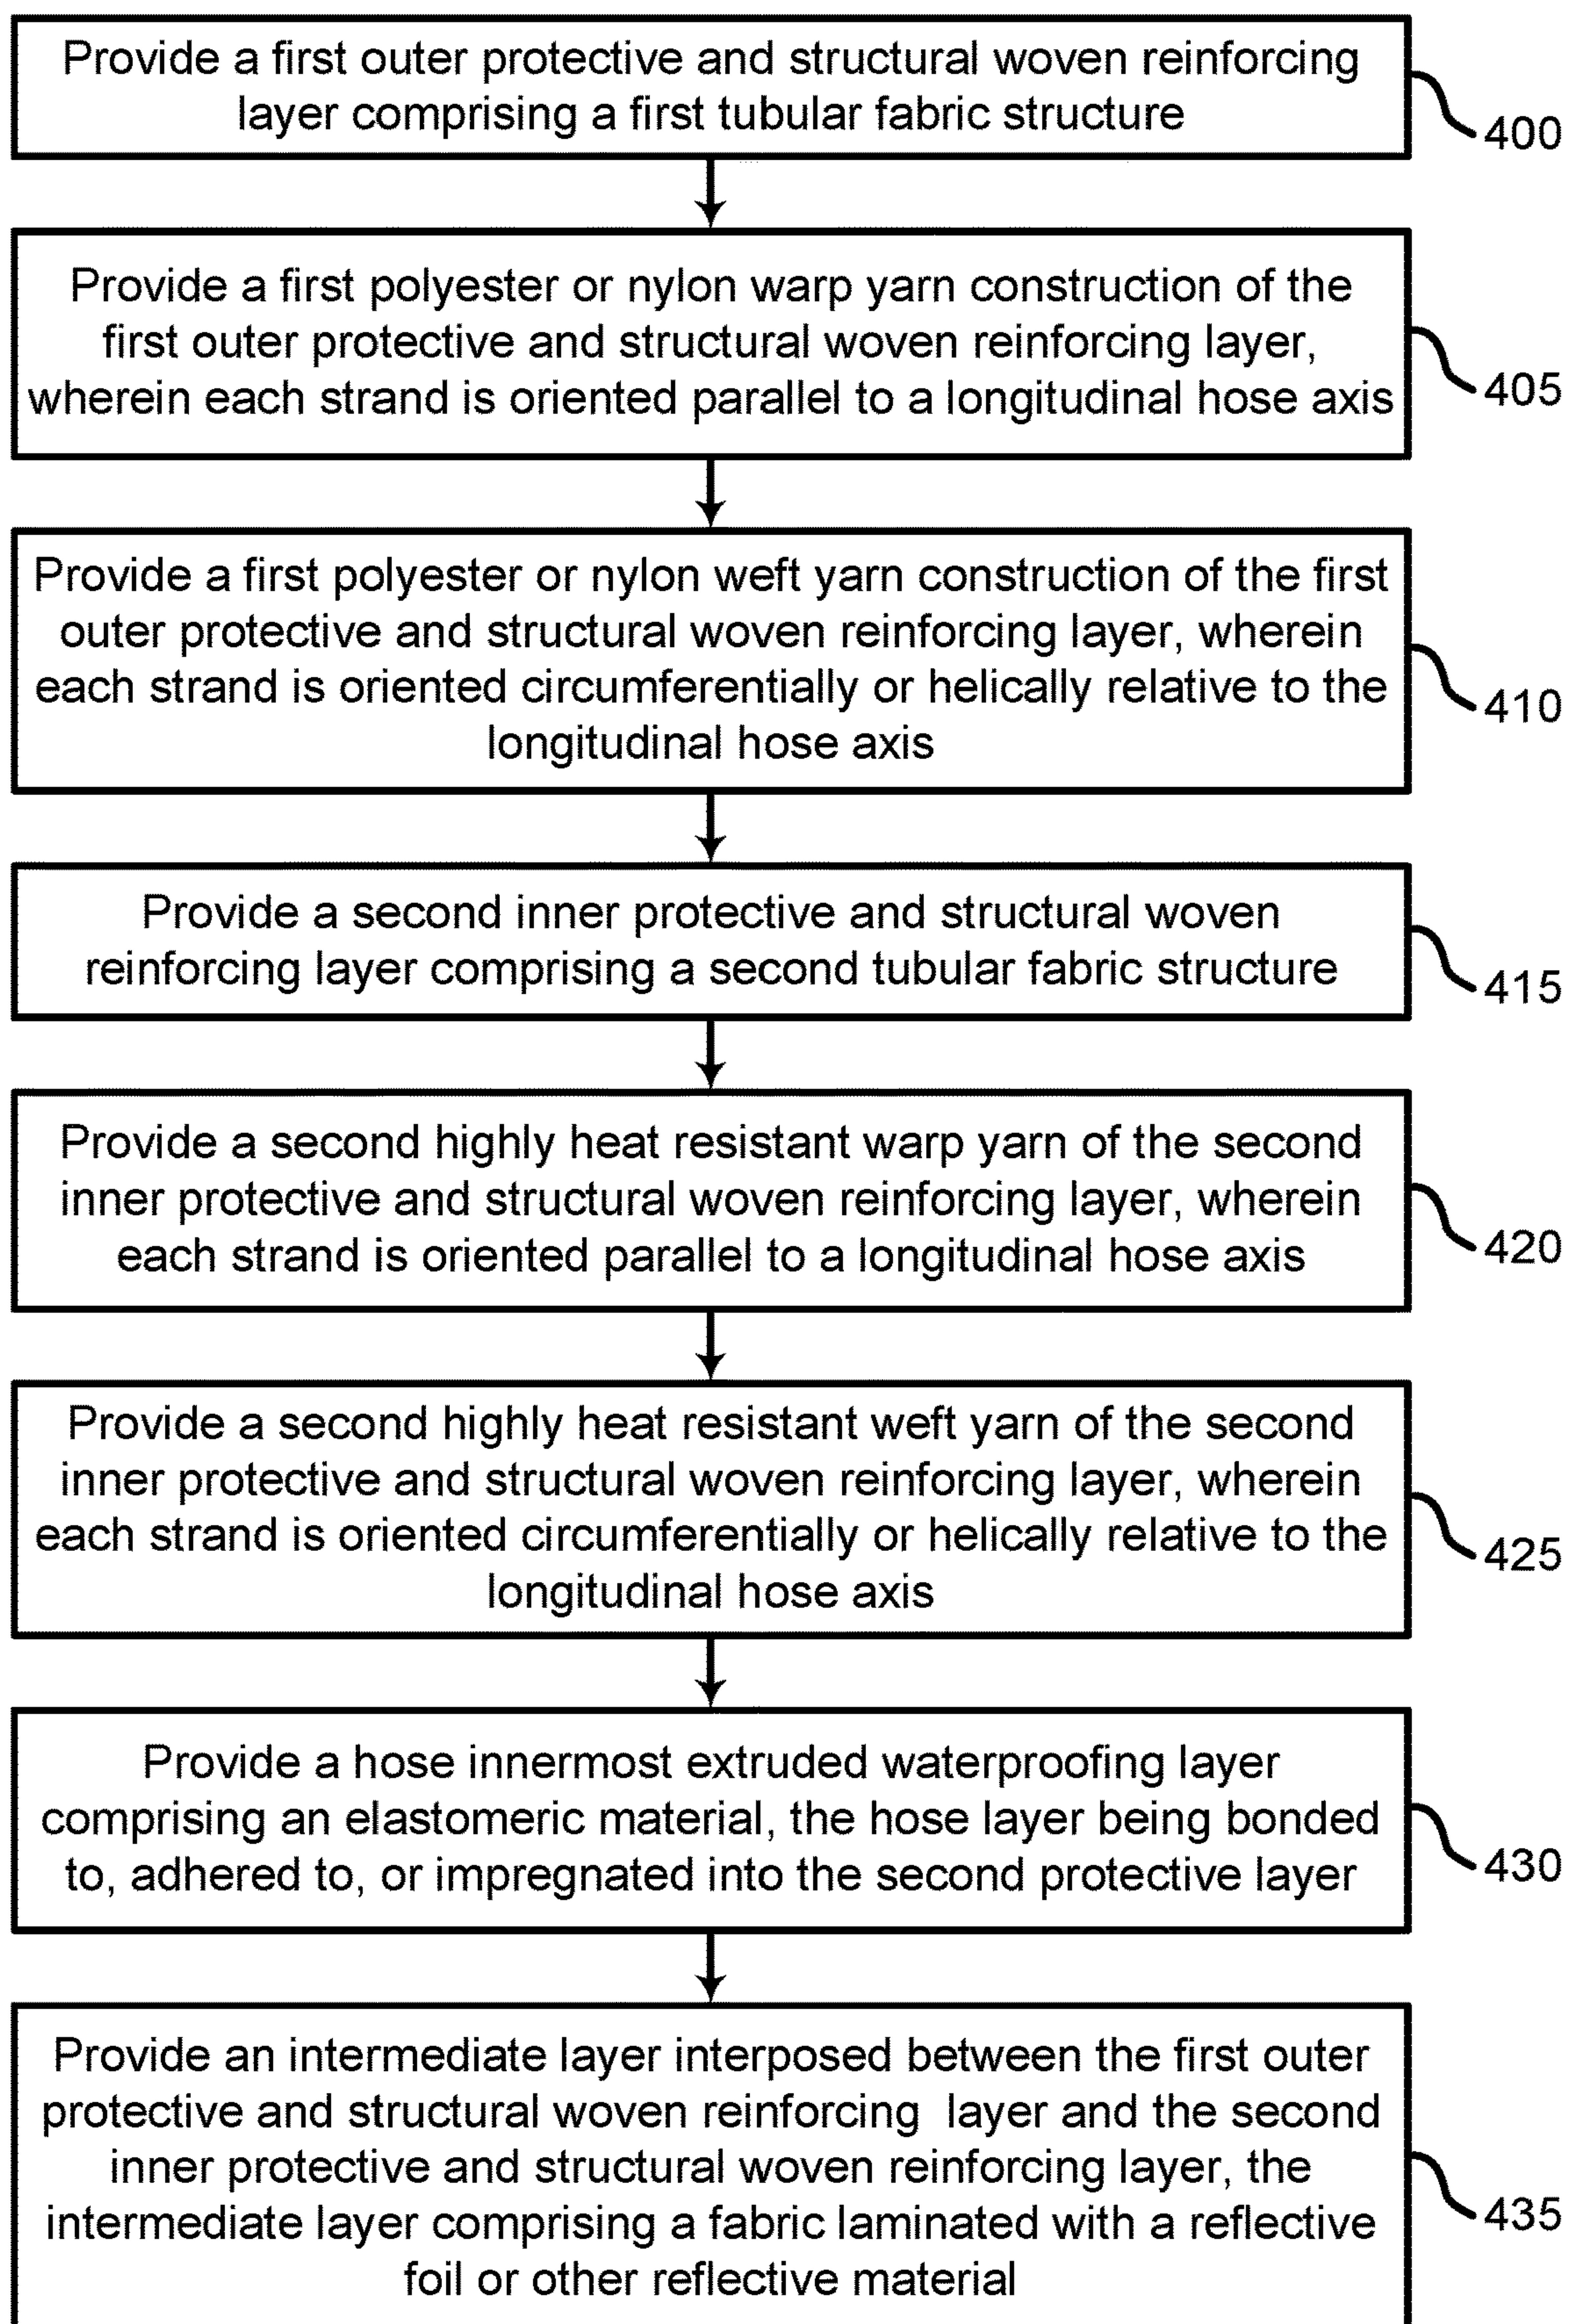 Provide a first outer protective and structural woven reinforcing
layer comprising a first tubular fabric structure
400
Provide a first polyester or nylon warp yarn construction of the
first outer protective and structural woven reinforcing layer,
wherein each strand is oriented parallel to a longitudinal hose axis
405
Provide a first polyester or nylon weft yarn construction of the first
outer protective and structural woven reinforcing layer, wherein
each strand is oriented circumferentially or helically relative to the
longitudinal hose axis
410
Provide a second inner protective and structural woven
reinforcing layer comprising a second tubular fabric structure
415
Provide a second highly heat resistant warp yarn of the second
inner protective and structural woven reinforcing layer, wherein
each strand is oriented parallel to a longitudinal hose axis
420
Provide a second highly heat resistant weft yarn of the second
inner protective and structural woven reinforcing layer, wherein
each strand is oriented circumferentially or helically relative to the
longitudinal hose axis
425
Provide a hose innermost extruded waterproofing layer
comprising an elastomeric material, the hose layer being bonded
to, adhered to, or impregnated into the second protective layer
430
Provide an intermediate layer interposed between the first outer
protective and structural woven reinforcing layer and the second
inner protective and structural woven reinforcing layer, the
intermediate layer comprising a fabric laminated with a reflective
foil or other reflective material
435